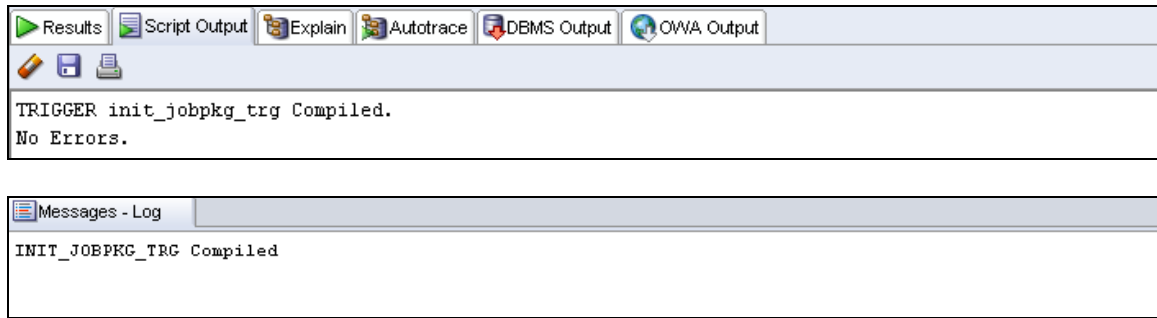 Results Script Output Explain Autotrace DBMS Output OWA Output
TRIGGER init_jobpkg_trg Compiled.
No Errors.
Messages - Log
INIT_JOBPKG_TRG Compiled